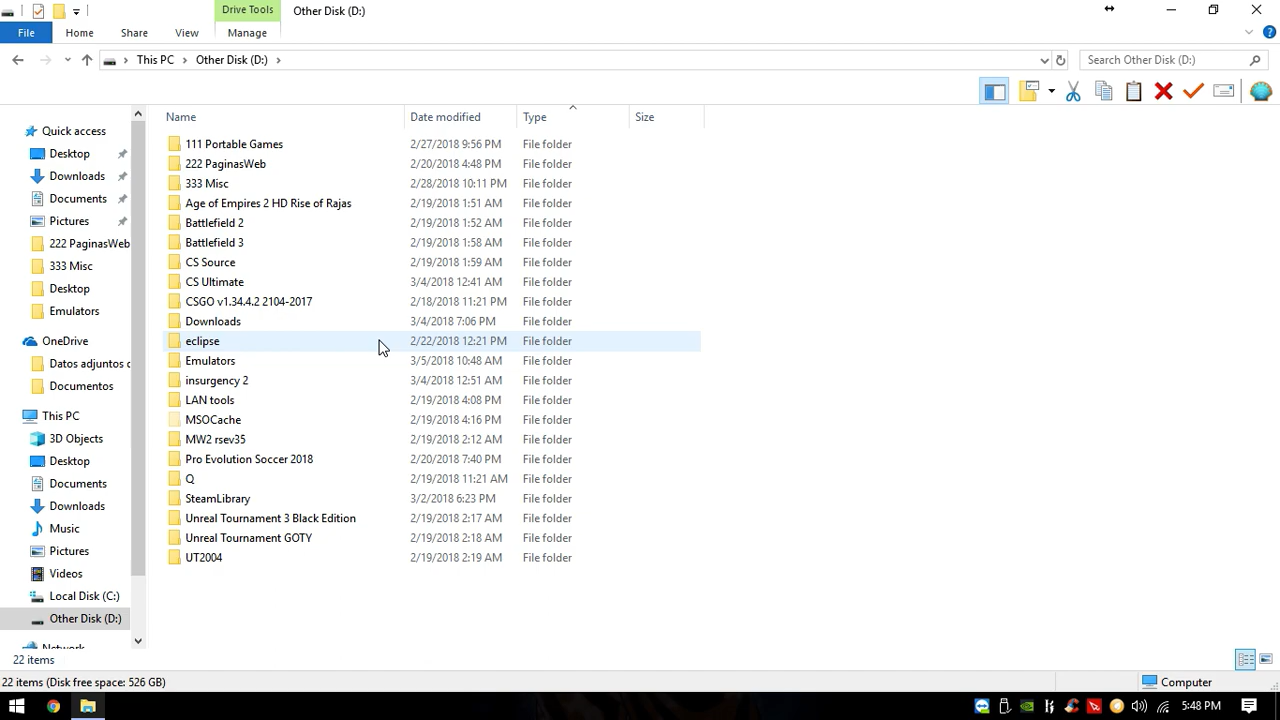 Drive Tools
Other Disk (D:)
File Home Share View Manage
This PC Other Disk (D:)
Search Other Disk (D:)
Quick access
Desktop
Downloads
Documents
Pictures
222 PaginasWeb
333 Misc
Desktop
Emulators
OneDrive
Datos adjuntos c
Documentos
This PC
3D Objects
Desktop
Documents
Downloads
Music
Pictures
Videos
Local Disk (C:)
Other Disk (D:)
Network
Name Date modified Type Size
111 Portable Games 2/27/2018 9:56 PM File folder
222 PaginasWeb 2/20/2018 4:48 PM File folder
333 Misc 2/28/2018 10:11 PM File folder
Age of Empires 2 HD Rise of Rajas 2/19/2018 1:51 AM File folder
Battlefield 2 2/19/2018 1:52 AM File folder
Battlefield 3 2/19/2018 1:58 AM File folder
CS Source 2/19/2018 1:59 AM File folder
CS Ultimate 3/4/2018 12:41 AM File folder
CSGO v1.34.4.2 2104-2017 2/18/2018 11:21 PM File folder
Downloads 3/4/2018 7:06 PM File folder
eclipse 2/22/2018 12:21 PM File folder
Emulators 3/5/2018 10:48 AM File folder
insurgency 2 3/4/2018 12:51 AM File folder
LAN tools 2/19/2018 4:08 PM File folder
MSOCache 2/19/2018 4:16 PM File folder
MW2 rsev35 2/19/2018 2:12 AM File folder
Pro Evolution Soccer 2018 2/20/2018 7:40 PM File folder
Q 2/19/2018 11:21 AM File folder
SteamLibrary 3/2/2018 6:23 PM File folder
Unreal Tournament 3 Black Edition 2/19/2018 2:17 AM File folder
Unreal Tournament GOTY 2/19/2018 2:18 AM File folder
UT2004 2/19/2018 2:19 AM File folder
22 items
22 items (Disk free space: 526 GB)
Computer
5:48 PM